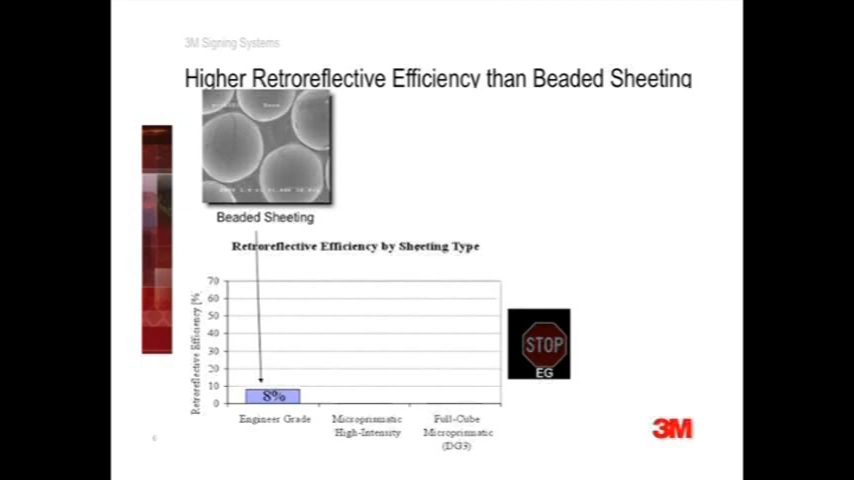 3M Signing Systems
Higher Retroreflective Efficiency than Beaded Sheeting
Beaded Sheeting
Retroreflective Efficiency by Sheeting Type
Retroreflective Efficiency [%
70
60
50
40
30
20
10
0
8%
Engineer Grade
Microprismatic
High-Intensity
Full-Cube
Microprismatic
(DG3)
STOP
EG
6
3M